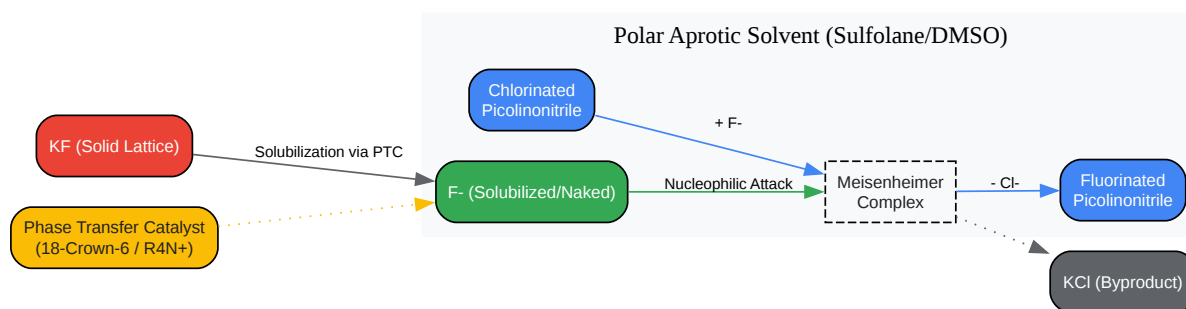 Polar Aprotic Solvent (Sulfolane/DMSO)
Chlorinated
Picolinonitrile
+ F-
KF (Solid Lattice)
Solubilization via PTC
F- (Solubilized/Naked)
Nucleophilic Attack
Meisenheimer
Complex
- Cl-
Fluorinated
Picolinonitrile
Phase Transfer Catalyst
(18-Crown-6 / R4N+)
KCl (Byproduct)